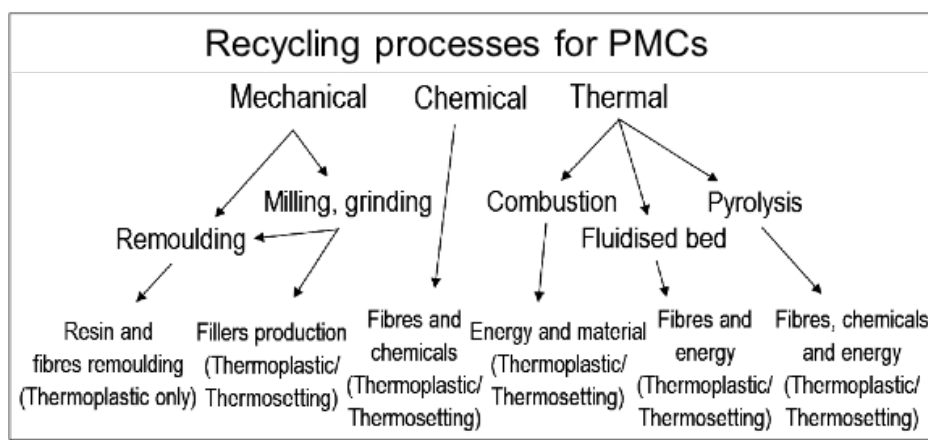 Recycling processes for PMCs
Mechanical Chemical Thermal
Milling, grinding
Combustion
Pyrolysis
Remoulding
Fluidised bed
Resin and
fibres remoulding
(Thermoplastic only)
Fillers production
(Thermoplastic/
Thermosetting)
Fibres and
chemicals
(Thermoplastic/
Thermosetting)
Energy and material
(Thermoplastic/
Thermosetting)
Fibres and
energy
(Thermoplastic/
Thermosetting)
Fibres, chemicals
and energy
(Thermoplastic/
Thermosetting)